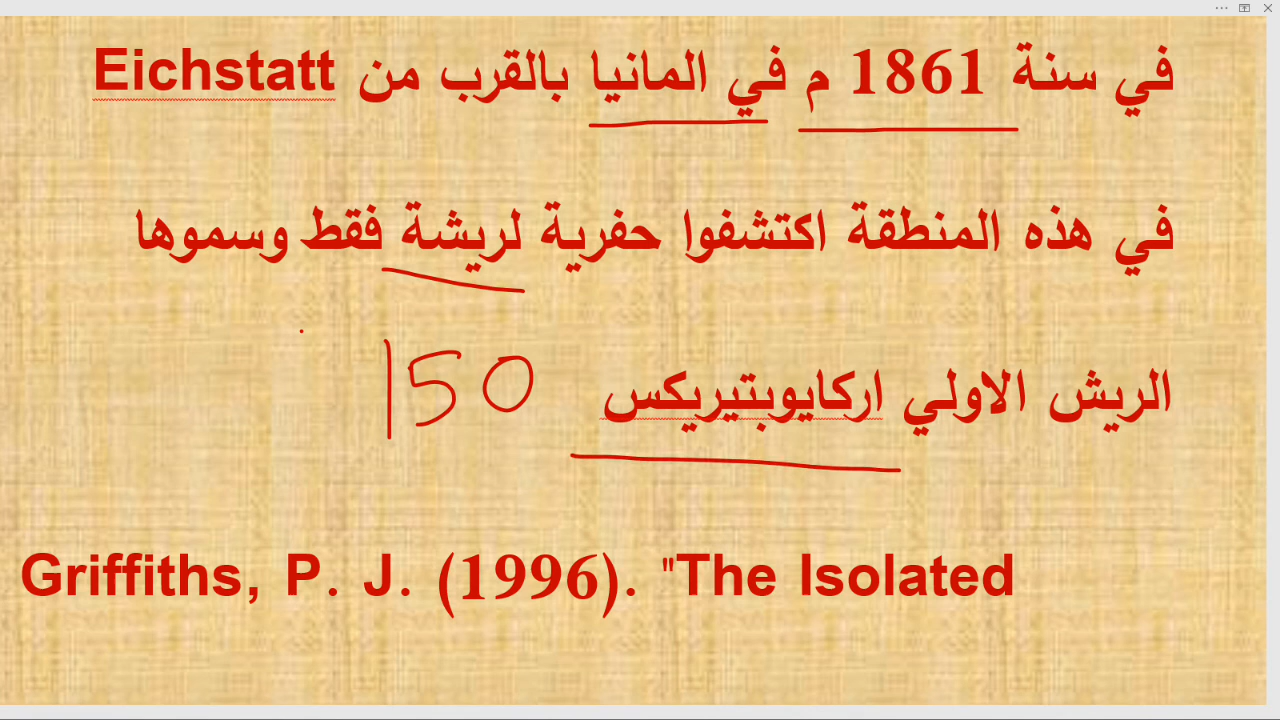 في سنة 1861 م في المانيا بالقرب من Eichstatt
في هذه المنطقة اكتشفوا حفرية لريشة فقط وسموها
الريش الاولي اركايوبتيريكس 150
Griffiths, P. J. (1996). "The Isolated